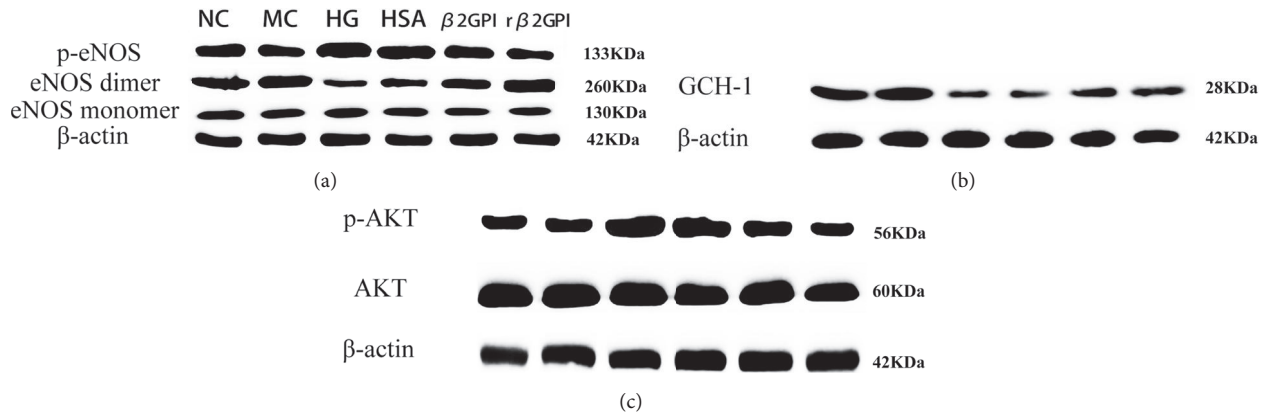 NC MC HG HSA β2GPI rβ2GPI
p-eNOS 133KDa
eNOS dimer 260KDa
eNOS monomer 130KDa
β-actin 42KDa
(a)
GCH-1 28KDa
β-actin 42KDa
(b)
p-AKT 56KDa
AKT 60KDa
β-actin 42KDa
(c)